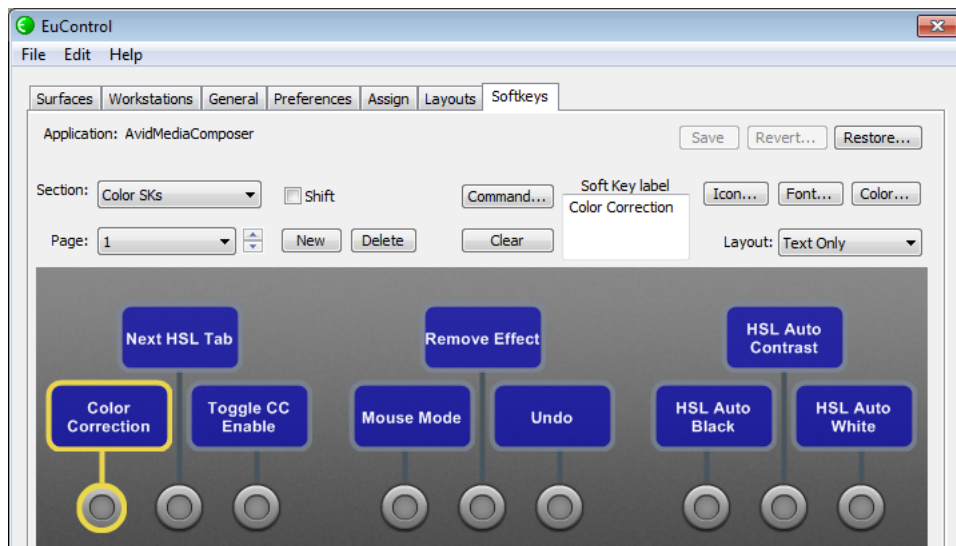 EuControl
File Edit Help
Surfaces Workstations General Preferences Assign Layouts Softkeys
Application: AvidMediaComposer
Save Revert... Restore...
Section: Color SKs Shift Command... Soft Key label Icon... Font... Color...
Color Correction
Page: 1 New Delete Clear Layout: Text Only
Next HSL Tab Remove Effect HSL Auto
Contrast
Color Toggle CC Mouse Mode Undo HSL Auto HSL Auto
Correction Enable Black White